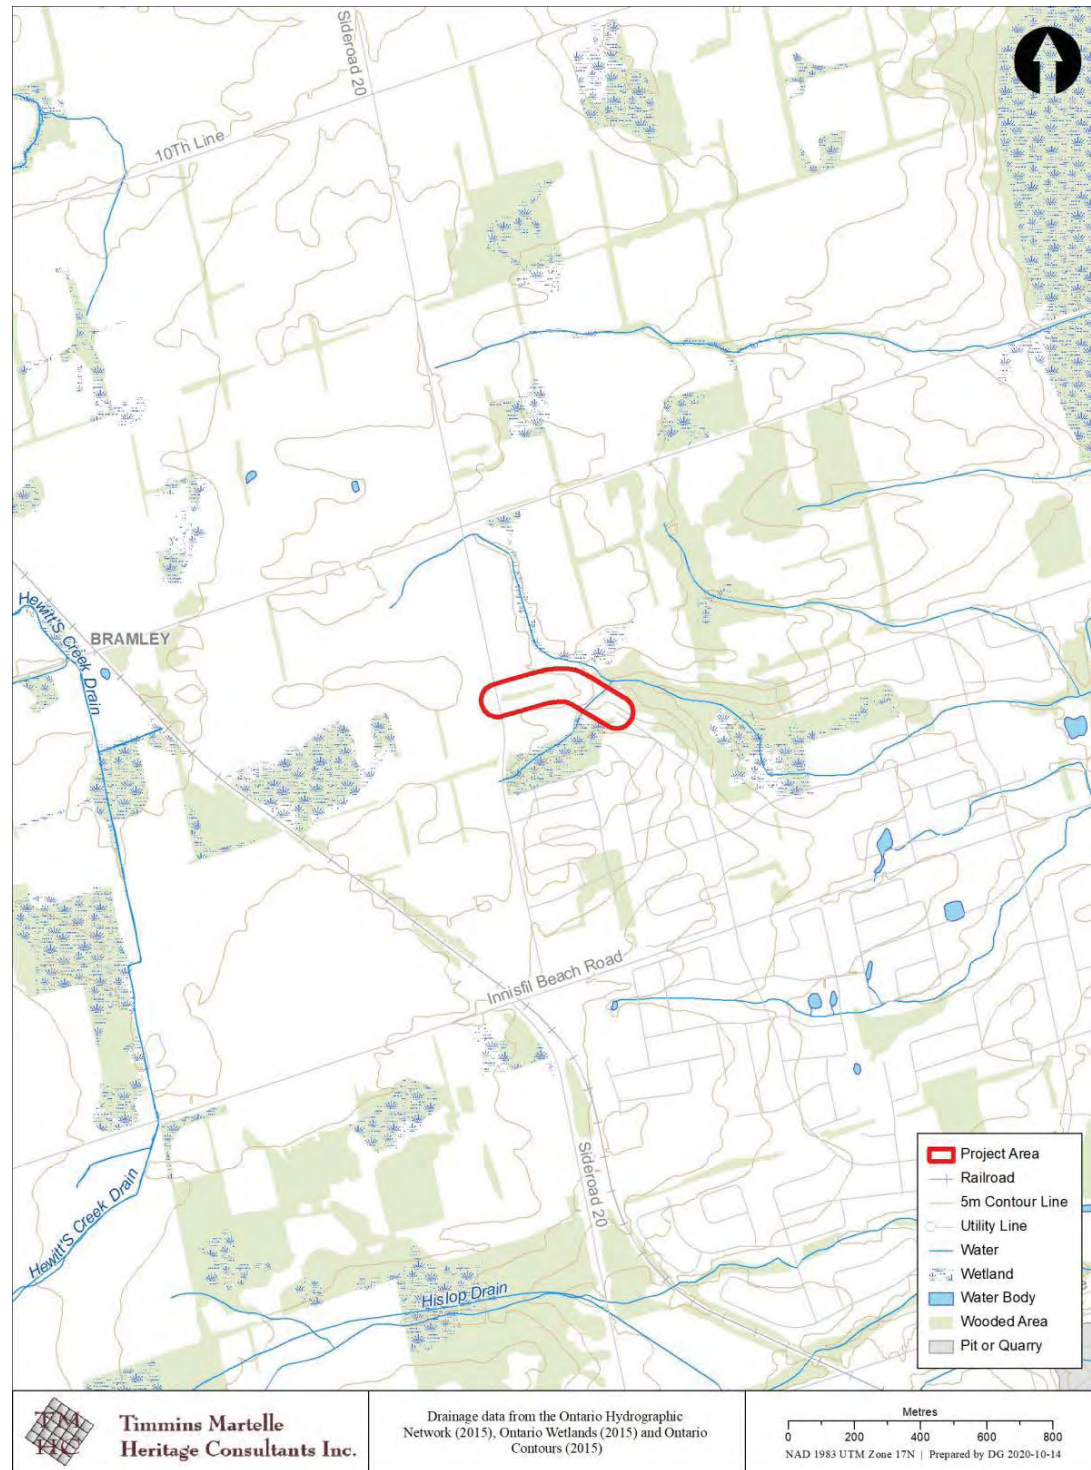 Sideroad 20
10Th Line
Hewitt'S Creek Drain
BRAMLEY
Innisfil Beach Road
Sideroad 20
Hewitt'S Creek Drain
Hislop Drain
Project Area
Railroad
5m Contour Line
Utility Line
Water
Wetland
Water Body
Wooded Area
Pit or Quarry
TM
HC
Timmins Martelle
Heritage Consultants Inc.
Drainage data from the Ontario Hydrographic
Network (2015), Ontario Wetlands (2015) and Ontario
Contours (2015)
Metres
0 200 400 600 800
NAD 1983 UTM Zone 17N | Prepared by DG 2020-10-14